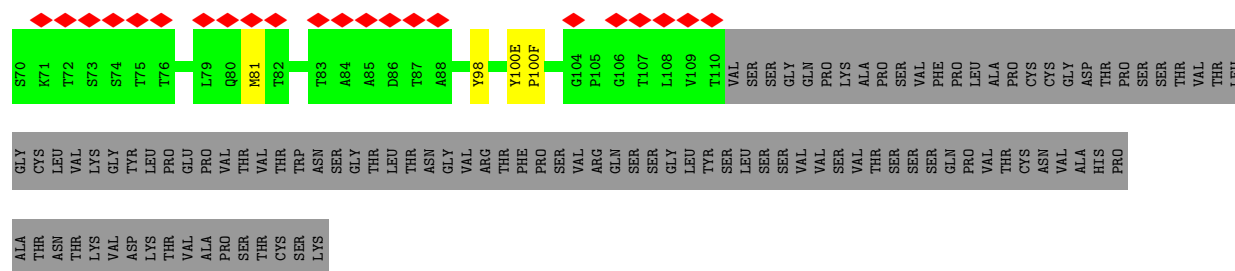 S70 K71 T72 S73 S74 T75 T76 L79 Q80 M81 T82 T83 A84 A85 D86 T87 A88 Y98 Y100E P100F G104 P105 G106 T107 L108 V109 T110 VAL SER SER GLY GLN PRO LYS ALA PRO SER VAL PHE PRO LEU ALA PRO CYS CYS GLY ASP THR PRO SER SER THR VAL THR LEU
GLY CYS LEU VAL LYS GLY TYR LEU PRO GLU PRO VAL THR VAL THR TRP ASN SER GLY THR LEU THR ASN GLY VAL ARG THR PHE PRO SER VAL ARG GLN SER SER GLY LEU TYR SER LEU SER SER VAL VAL SER VAL THR SER SER SER GLN PRO VAL THR CYS ASN VAL ALA HIS PRO
ALA THR ASN THR LYS VAL ASP LYS THR VAL ALA PRO SER THR CYS SER LYS